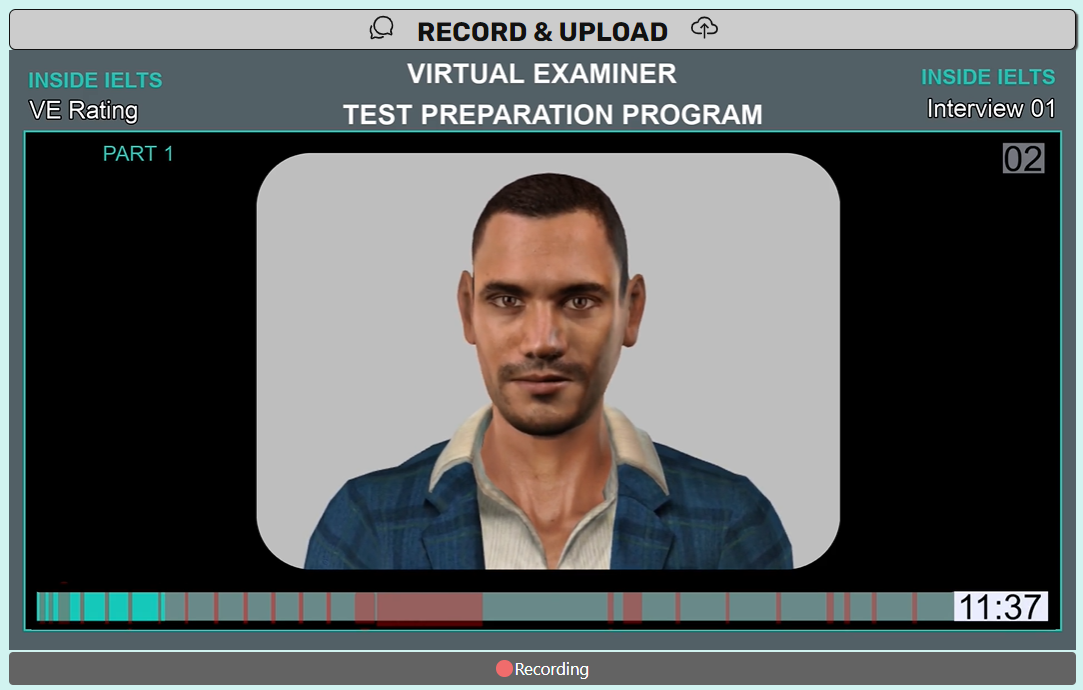 RECORD & UPLOAD
INSIDE IELTS
VE Rating
VIRTUAL EXAMINER
TEST PREPARATION PROGRAM
INSIDE IELTS
Interview 01
PART 1
02
11:37
Recording